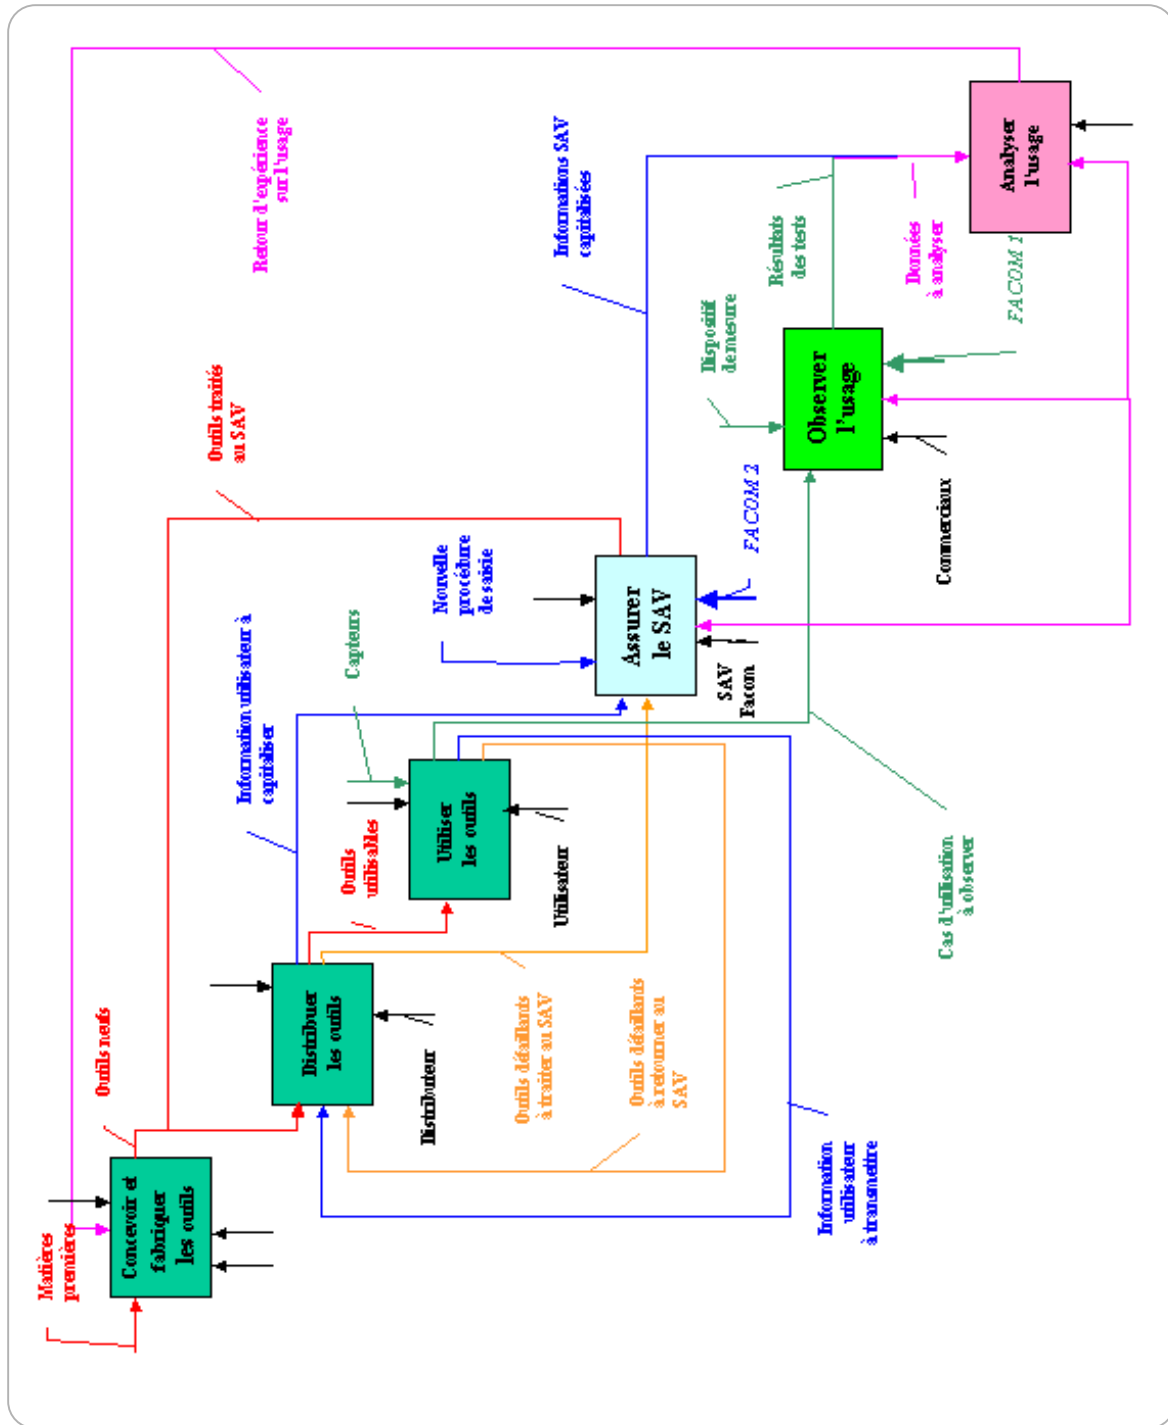 Matières
premières
Concevoir et
fabriquer
les outils
Outils neufs
Distribuer
les outils
Distributeur
Outils
utilisables
Utiliser
les outils
Utilisateur
Capteurs
Information utilisateur à
capitaliser
Outils traités
au SAV
Retour d'expérience
sur l'usage
Nouvelle
procédure
de saisie
Assurer
le SAV
SAV
Facom
FACOM 2
Outils défaillants
à traiter au SAV
Outils défaillants
à retourner au
SAV
Information
utilisateur
à transmettre
Cas d'utilisation
à observer
Informations SAV
capitalisées
Dispositif
de mesure
Observer
l'usage
Commerciaux
Résultats
des tests
Données
à analyser
FACOM 1
Analyser
l'usage